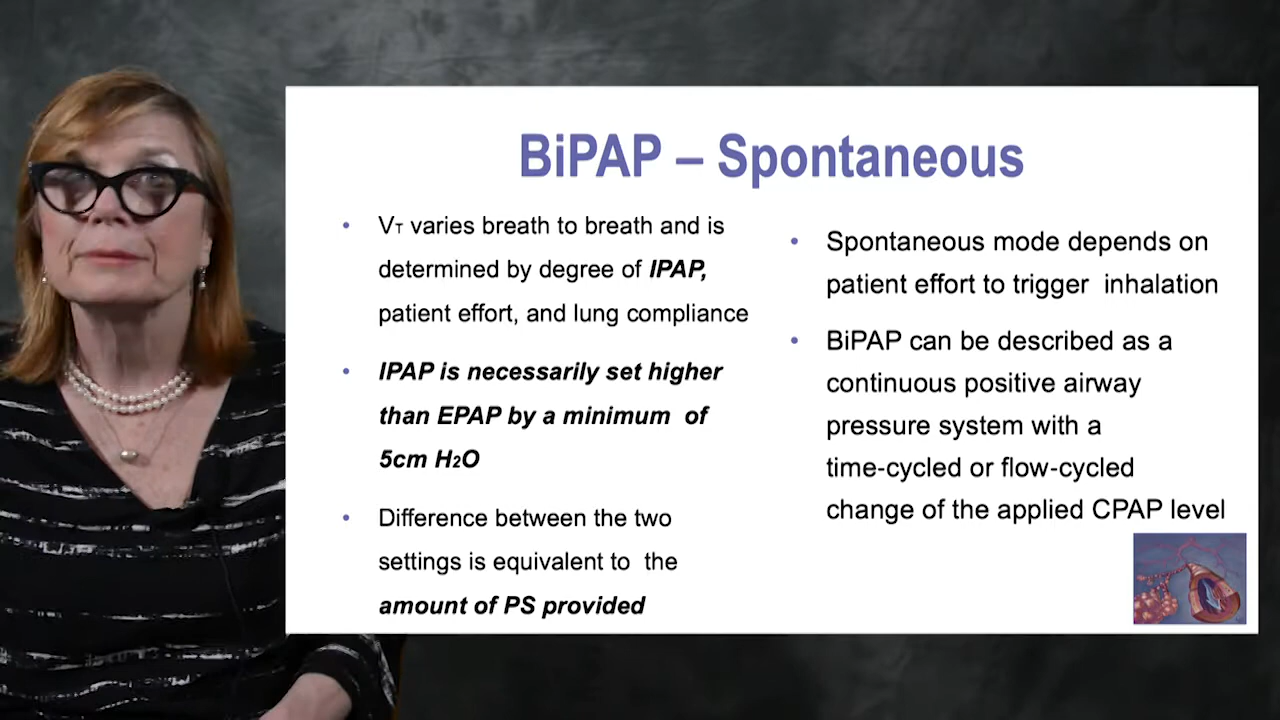 BiPAP – Spontaneous
• VT varies breath to breath and is
determined by degree of IPAP,
patient effort, and lung compliance
• IPAP is necessarily set higher
than EPAP by a minimum of
5cm H2O
• Difference between the two
settings is equivalent to the
amount of PS provided
• Spontaneous mode depends on
patient effort to trigger inhalation
• BiPAP can be described as a
continuous positive airway
pressure system with a
time-cycled or flow-cycled
change of the applied CPAP level